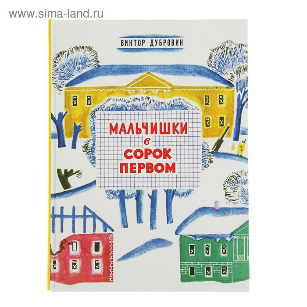 © www.sima-land.ru
ВИКТОР ДУБРОВИН
МАЛЬЧИШКИ
в
СОРОК
ПЕРВОМ